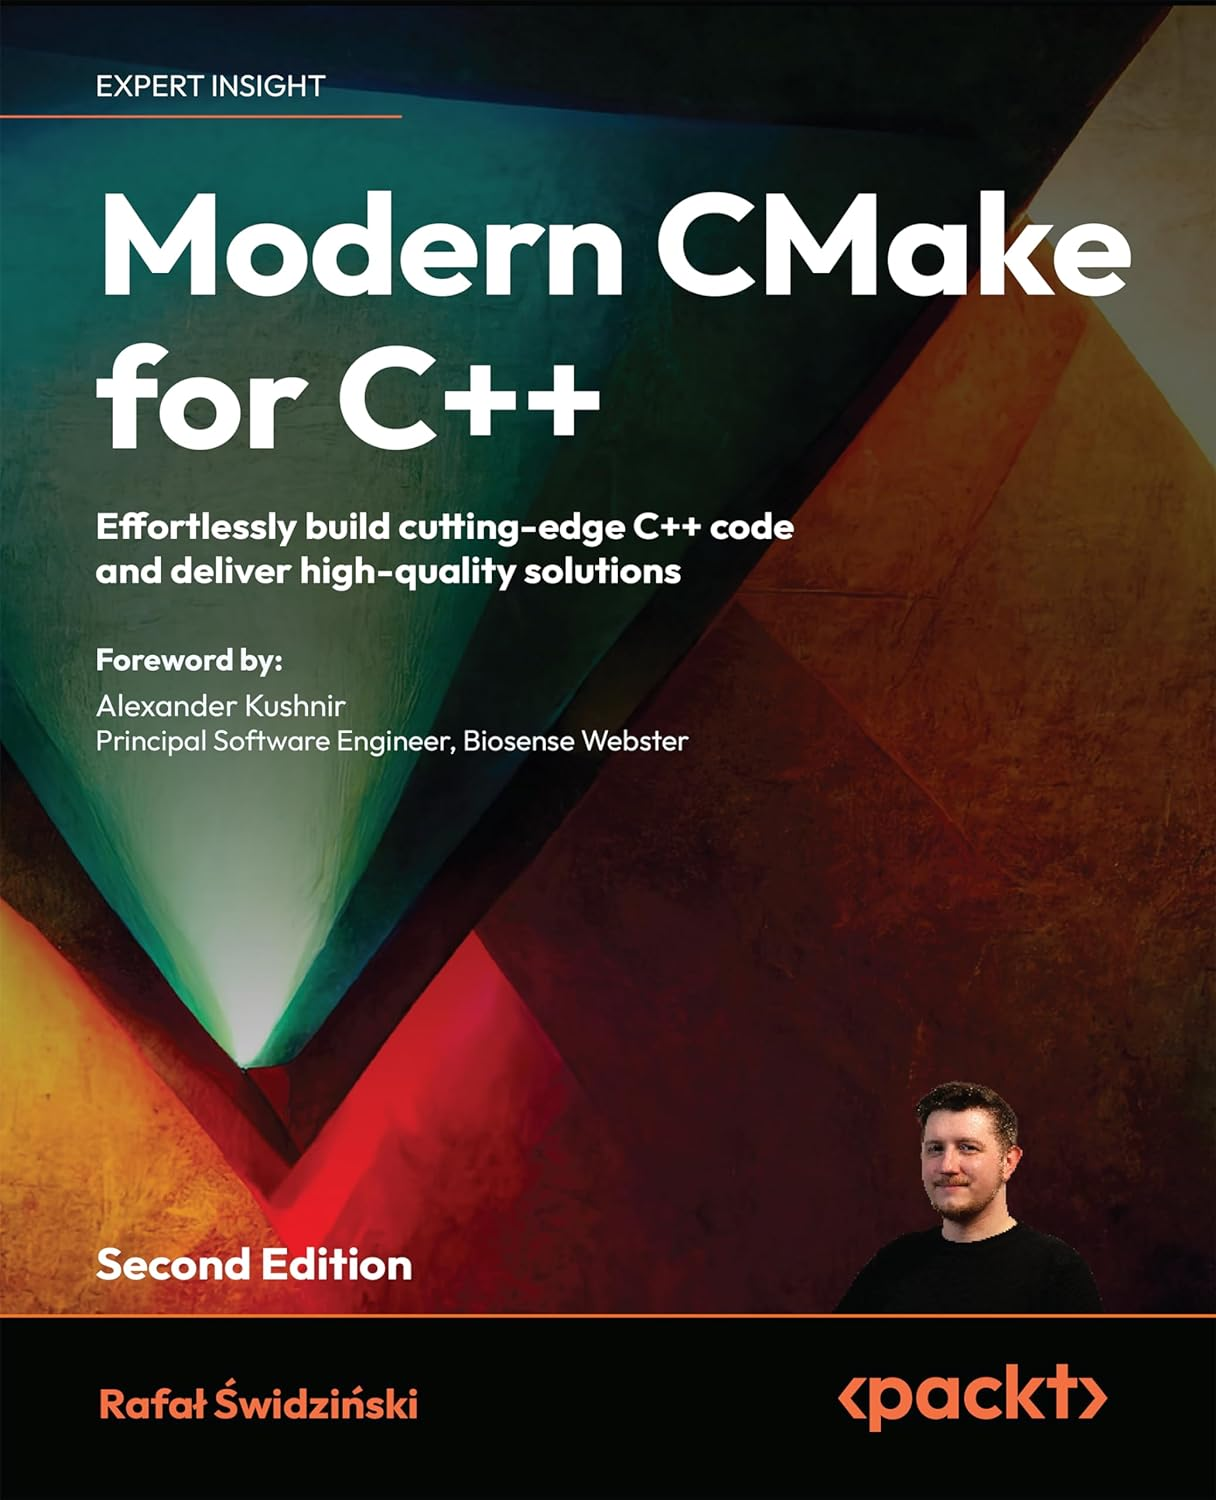 EXPERT INSIGHT
Modern CMake
for C++
Effortlessly build cutting-edge C++ code
and deliver high-quality solutions
Foreword by:
Alexander Kushnir
Principal Software Engineer, Biosense Webster
Second Edition
Rafał Świdziński
<packt>